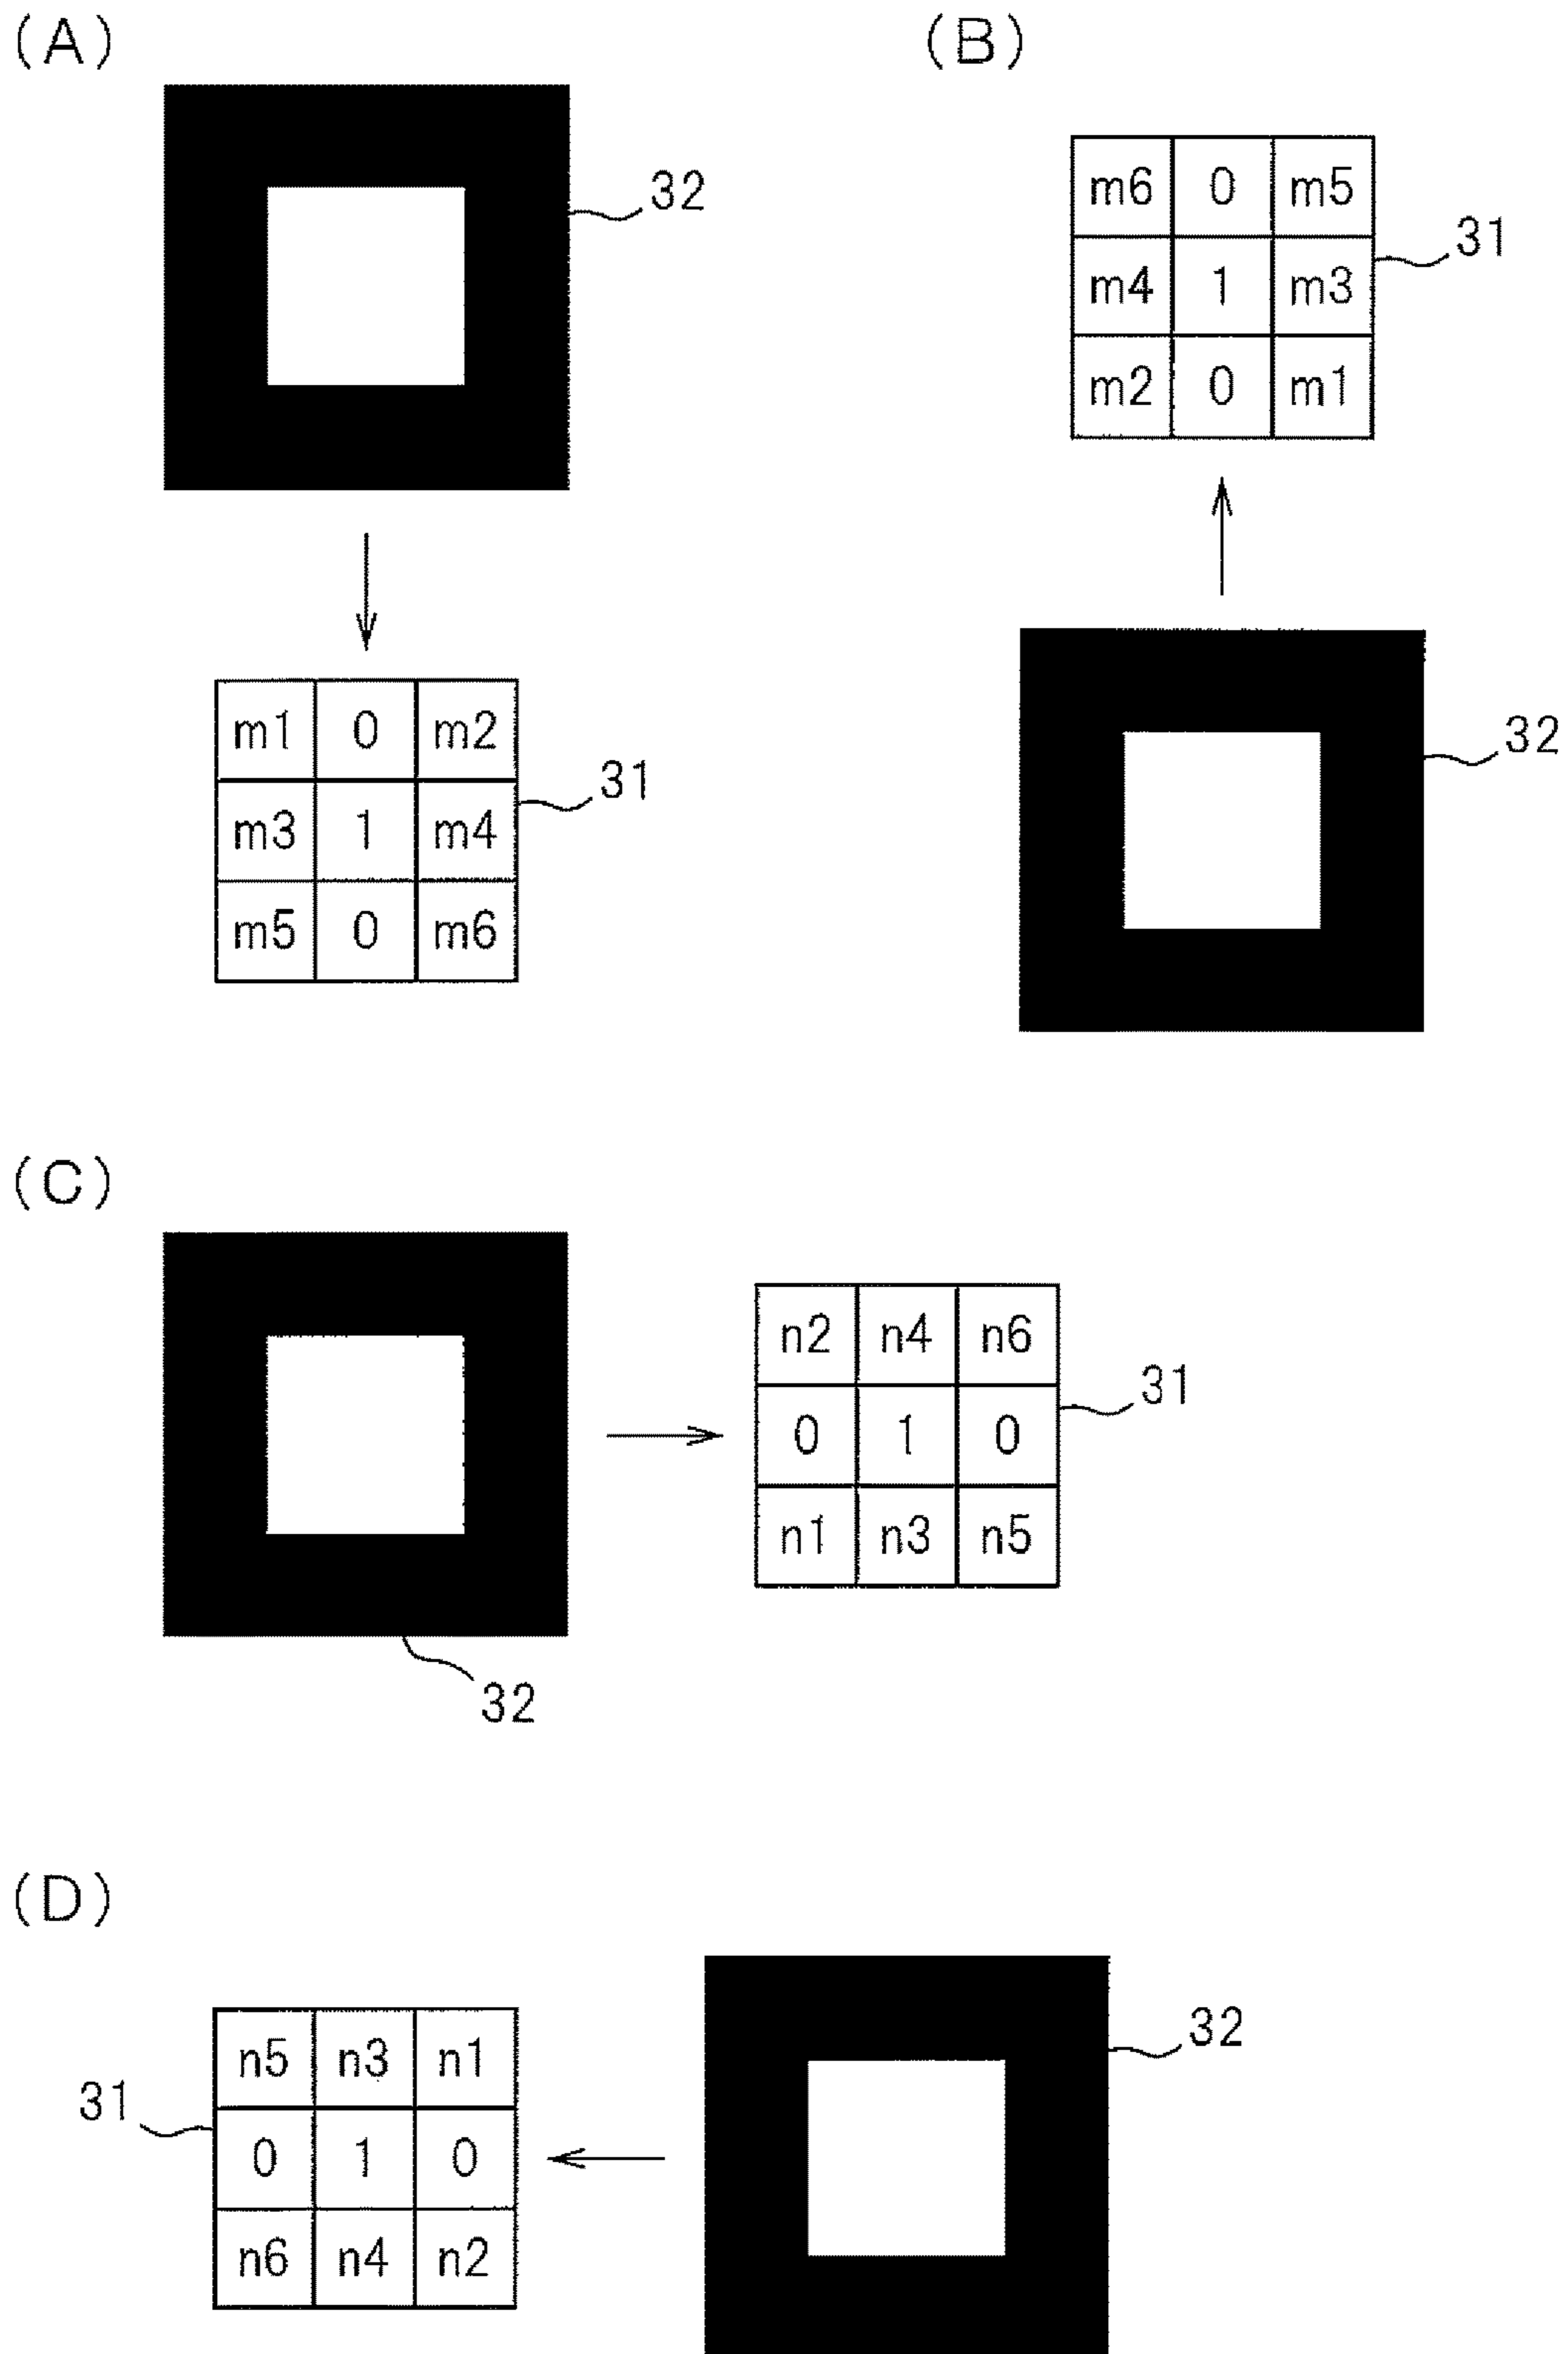 (A)
(B)
32
m6 0 m5
m4 1 m3
m2 0 m1
31
m1 0 m2
m3 1 m4
m5 0 m6
31
32
(C)
n2 n4 n6
0 1 0
n1 n3 n5
31
32
(D)
n5 n3 n1
0 1 0
n6 n4 n2
31
32